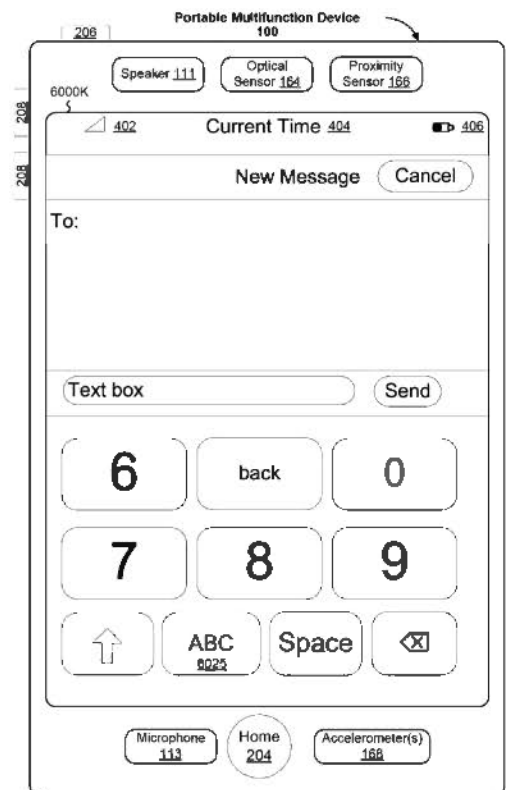 Portable Multifunction Device
206
100
Speaker 111
Optical
Sensor 164
Proximity
Sensor 166
6000K
208
402
Current Time 404
406
208
New Message
Cancel
To:
Text box
Send
6
back
0
7
8
9
ABC
6025
Space
Microphone
113
Home
204
Accelerometer(s)
168